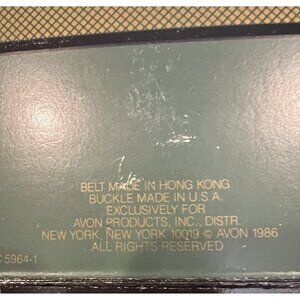 BELT MADE IN HONG KONG
BUCKLE MADE IN U.S.A.
EXCLUSIVELY FOR
AVON PRODUCTS, INC., DISTR.
NEW YORK, NEW YORK 10019 © AVON 1986
ALL RIGHTS RESERVED
5964-1